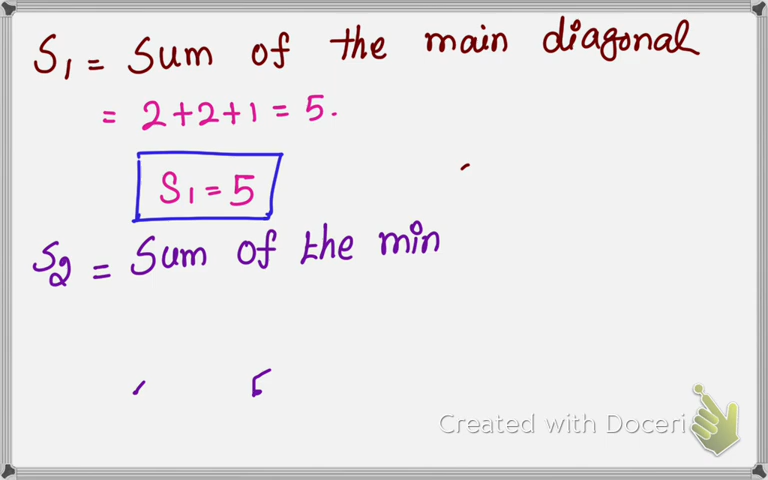 S1 = Sum of the main diagonal
= 2+2+1 = 5.
S1 = 5
S2 = Sum of the min
Created with Doceri